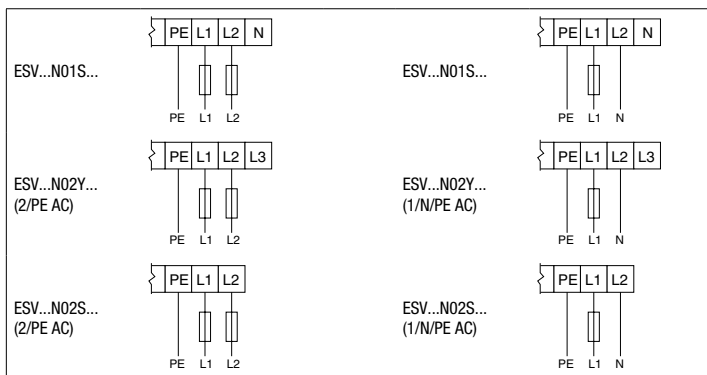 PE L1 L2 N
ESV...N01S...
PE L1 L2
PE L1 L2 N
ESV...N01S...
PE L1 N
PE L1 L2 L3
ESV...N02Y...
(2/PE AC)
PE L1 L2
PE L1 L2 L3
ESV...N02Y...
(1/N/PE AC)
PE L1 N
PE L1 L2
ESV...N02S...
(2/PE AC)
PE L1 L2
PE L1 L2
ESV...N02S...
(1/N/PE AC)
PE L1 N